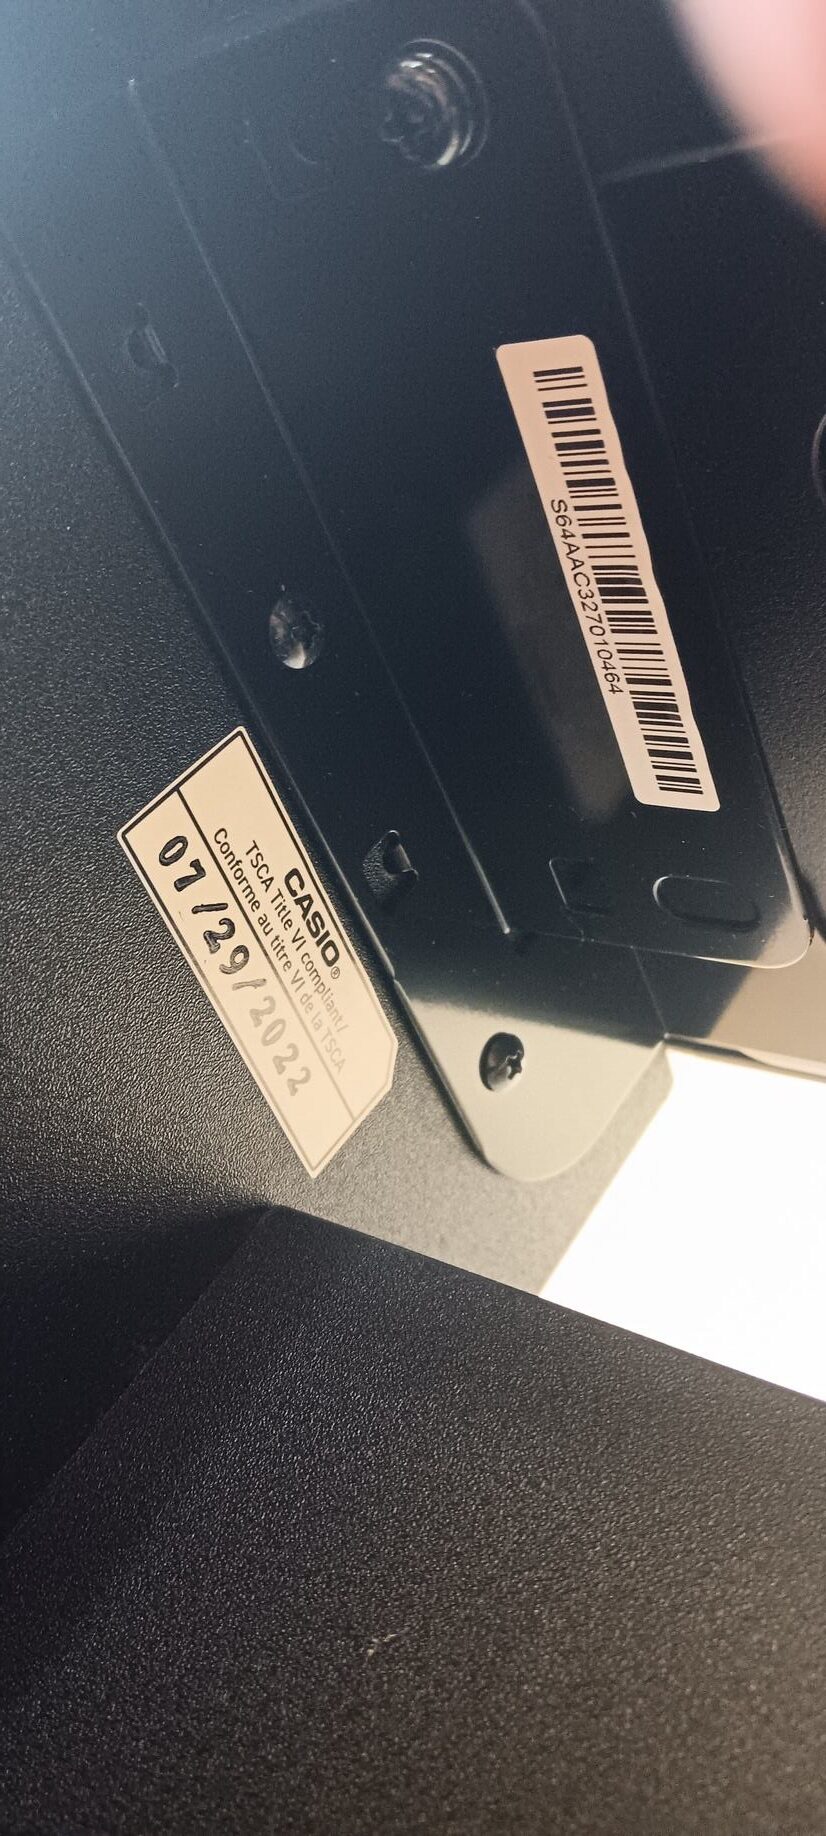 S64AAC327010464
CASIO®
TSCA Title VI compliant/
Conforme au titre VI de la TSCA
07/29/2022